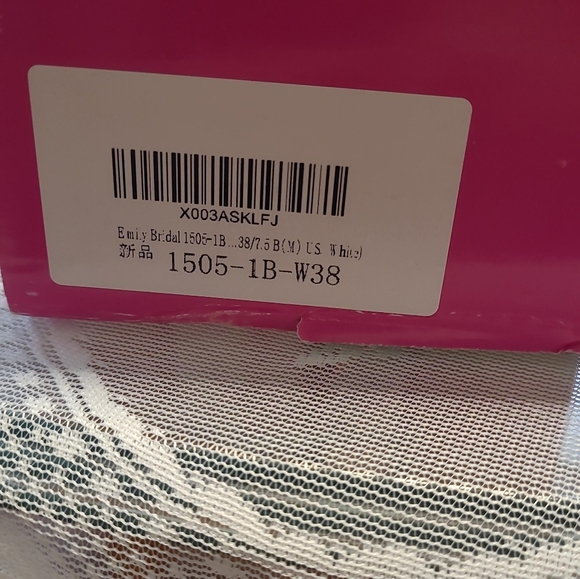 X003ASKLFJ
Emily Bridal 1505-1B...38/7.5 B(M) US, White)
新品 1505-1B-W38